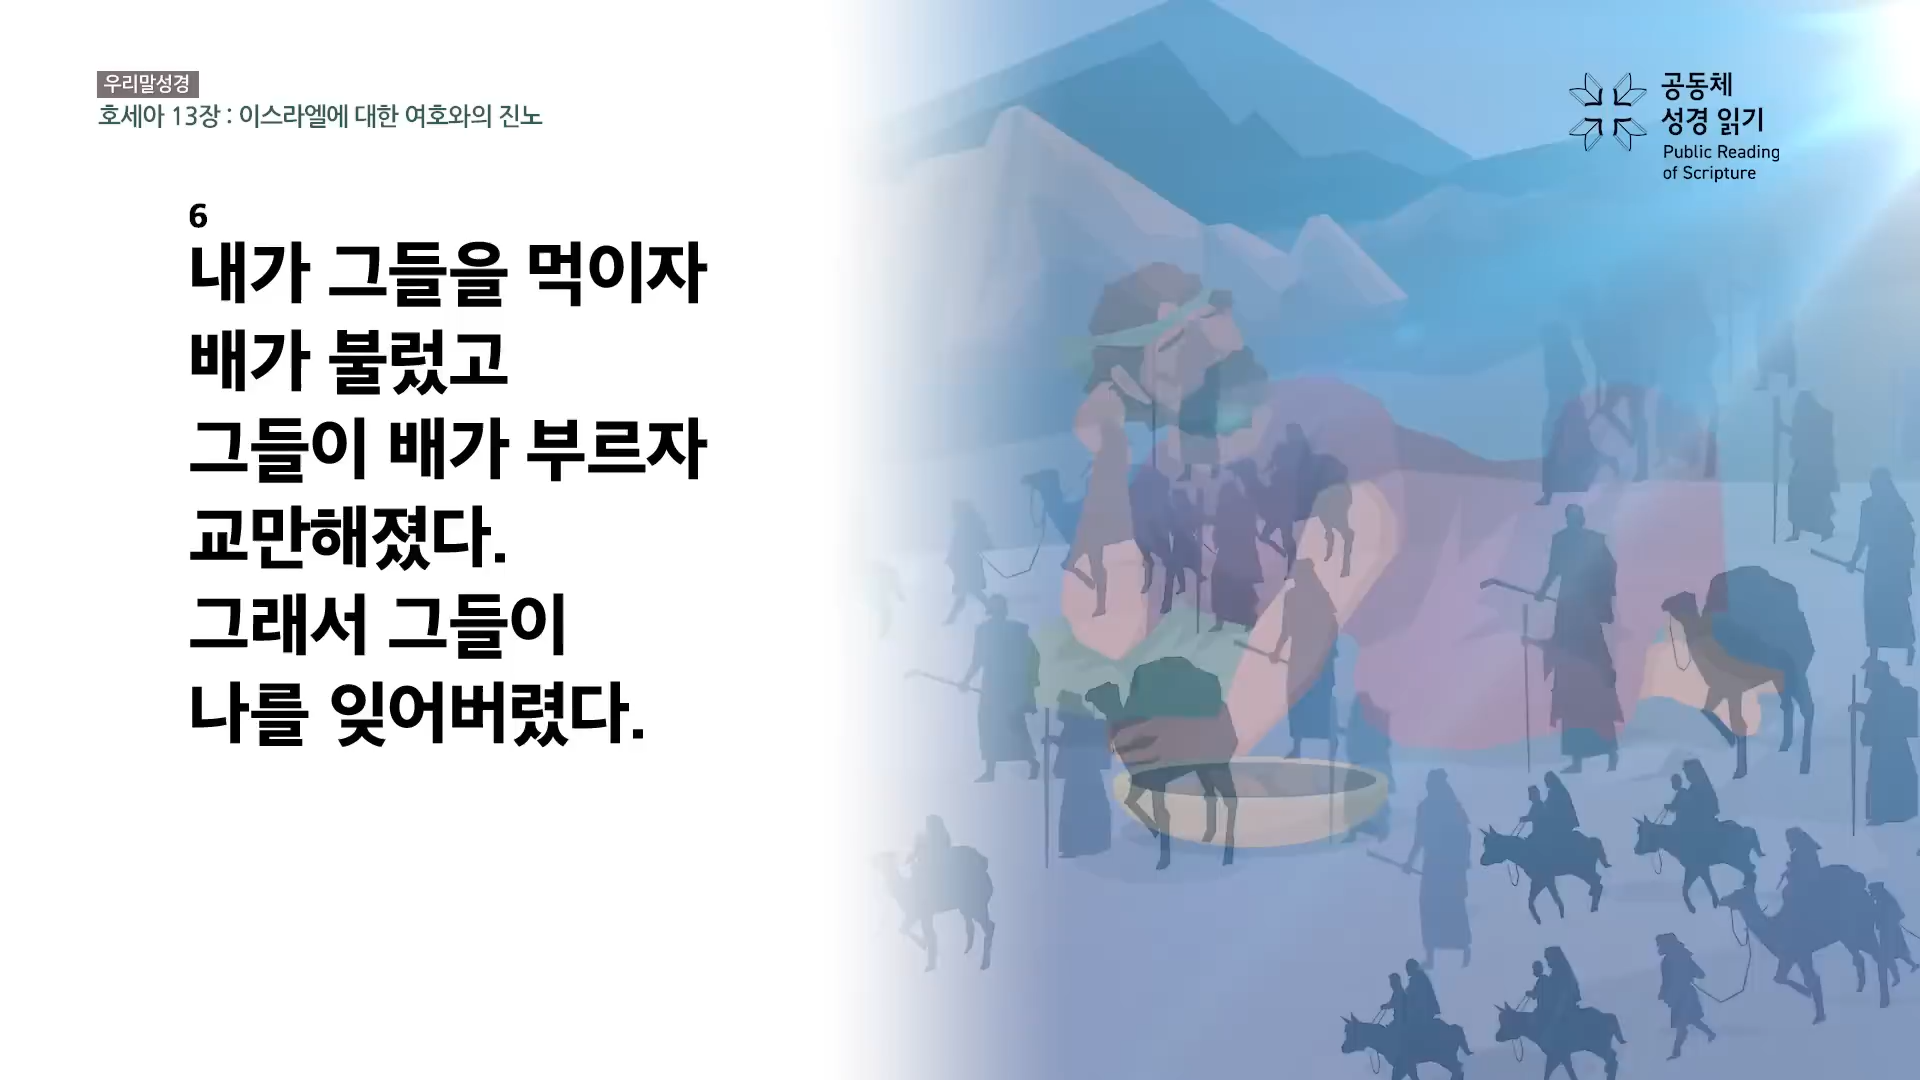 우리말성경
호세아 13장 : 이스라엘에 대한 여호와의 진노
공동체
성경 읽기
Public Reading
of Scripture
6
내가 그들을 먹이자
배가 불렀고
그들이 배가 부르자
교만해졌다.
그래서 그들이
나를 잊어버렸다.